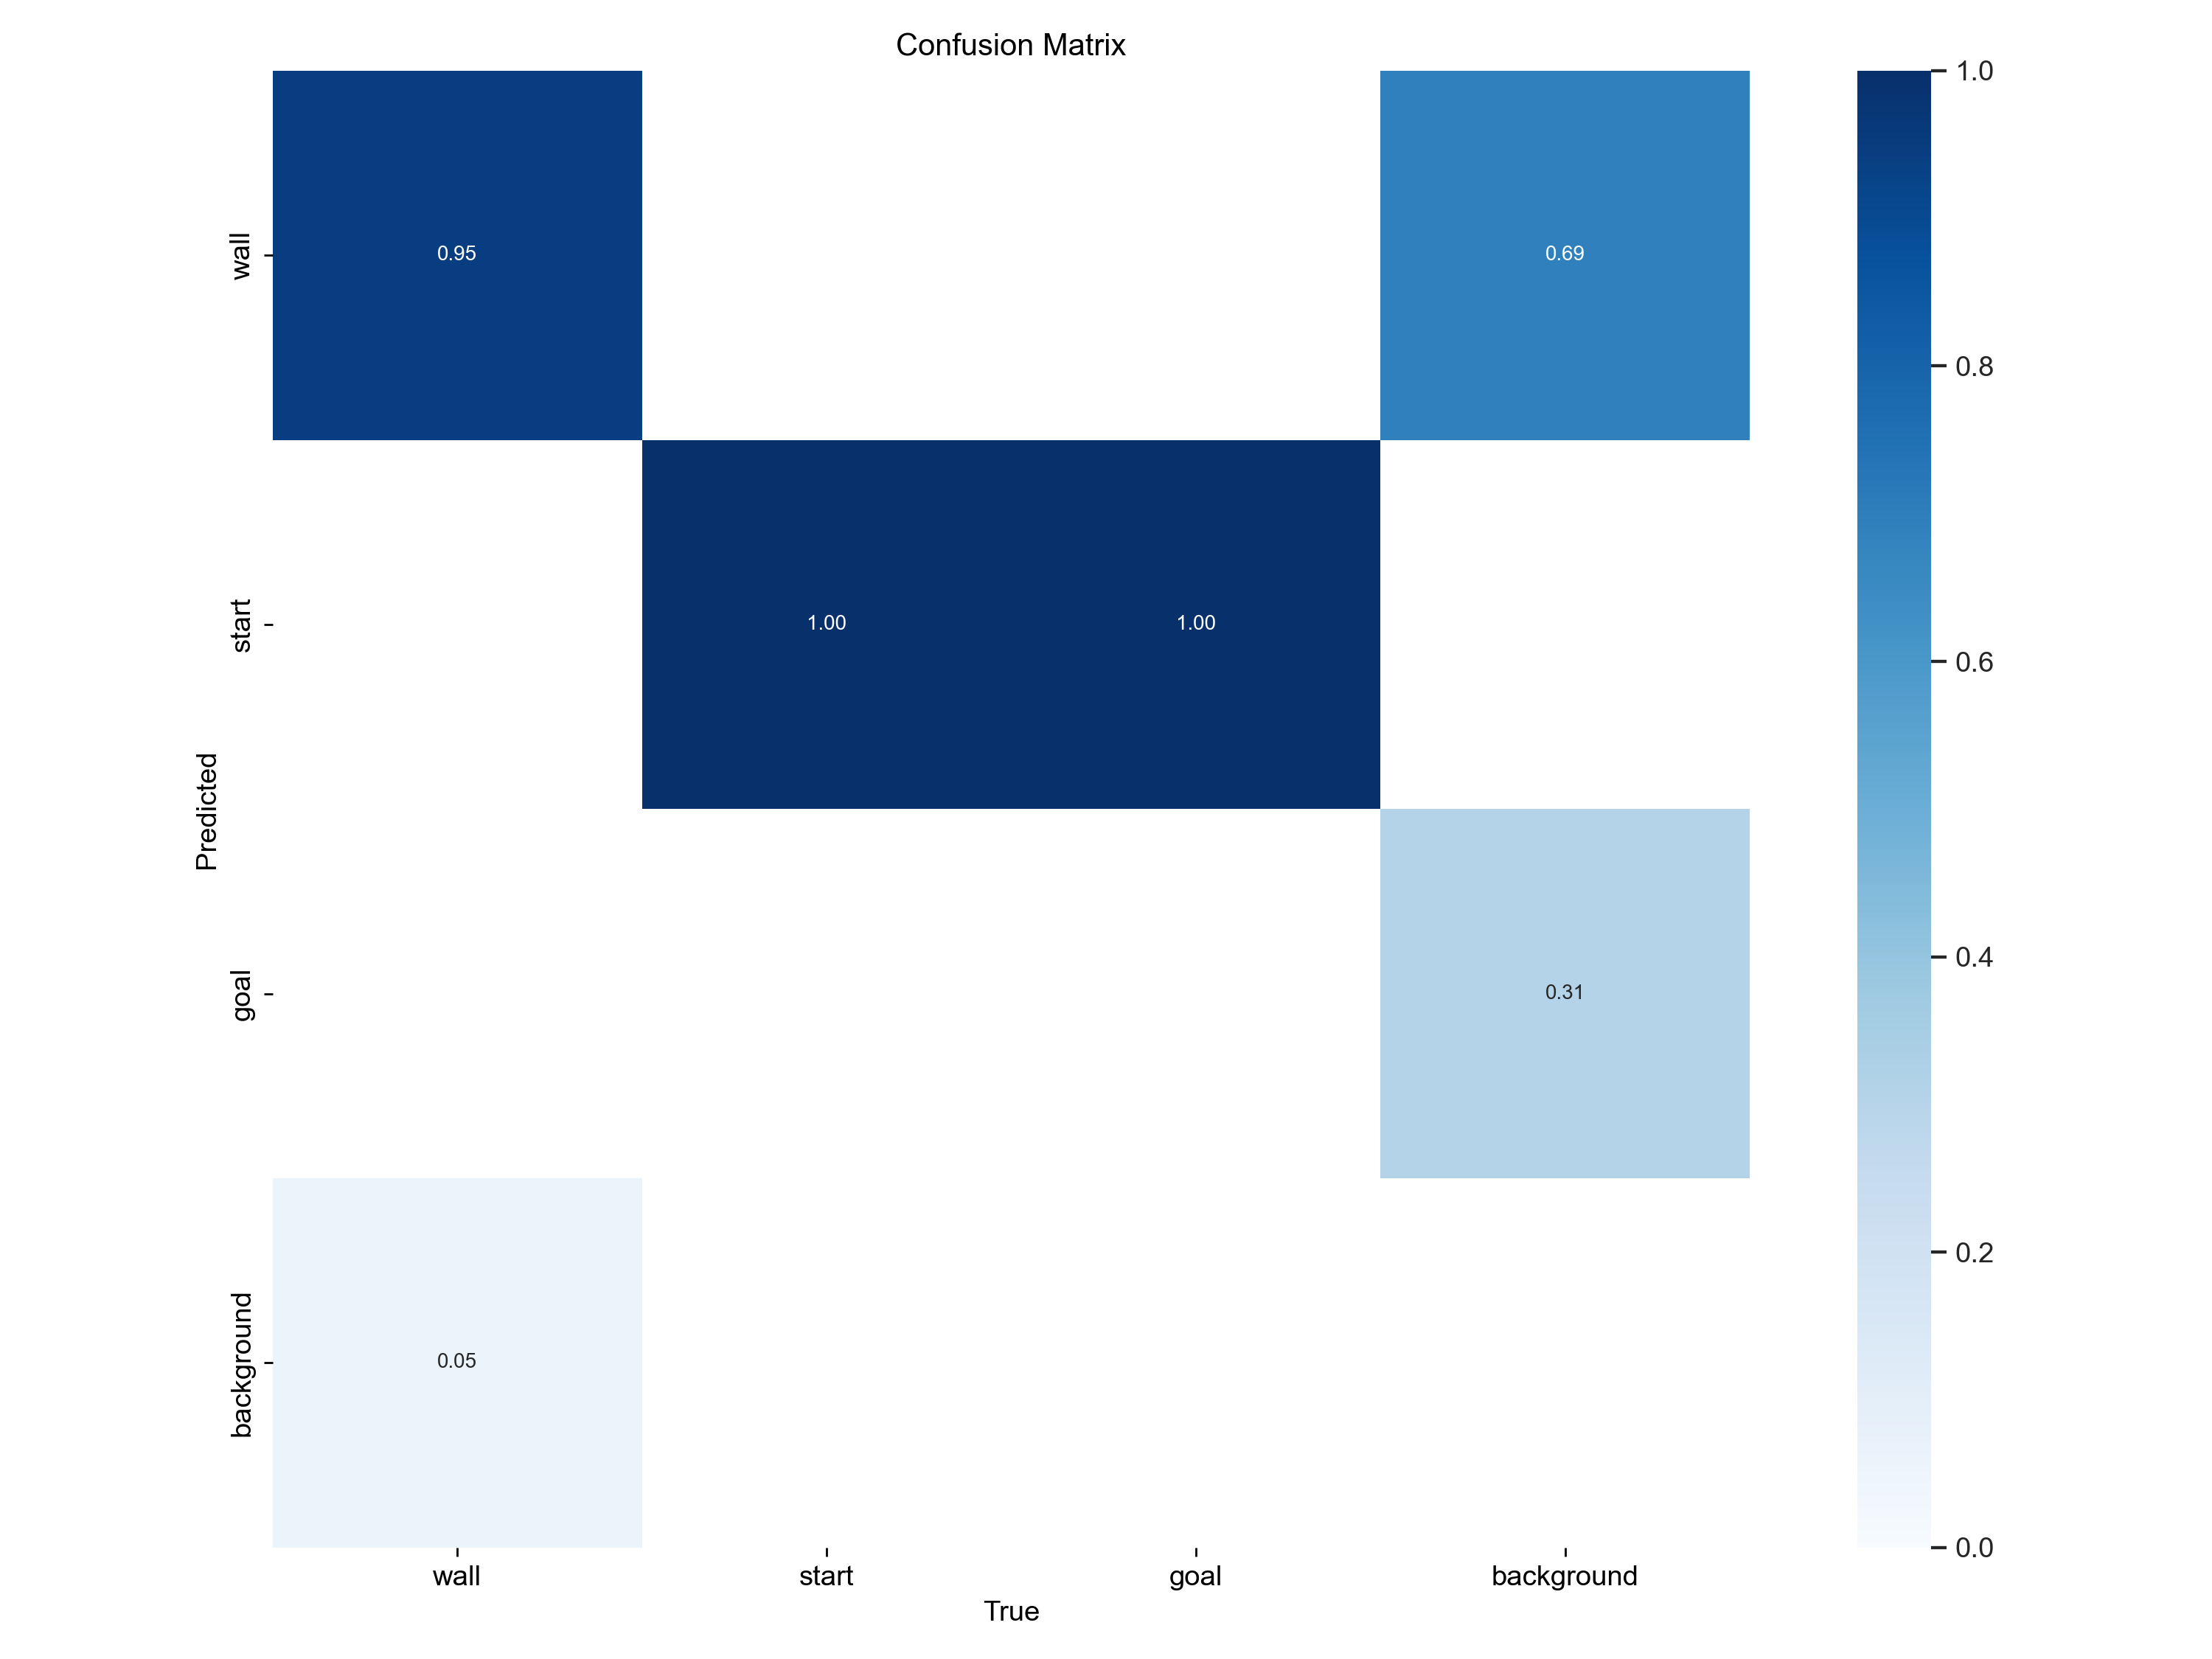 Confusion Matrix
wall
0.95
0.69
start
1.00
1.00
Predicted
goal
0.31
background
0.05
wall
start
goal
background
True
1.0
0.8
0.6
0.4
0.2
0.0